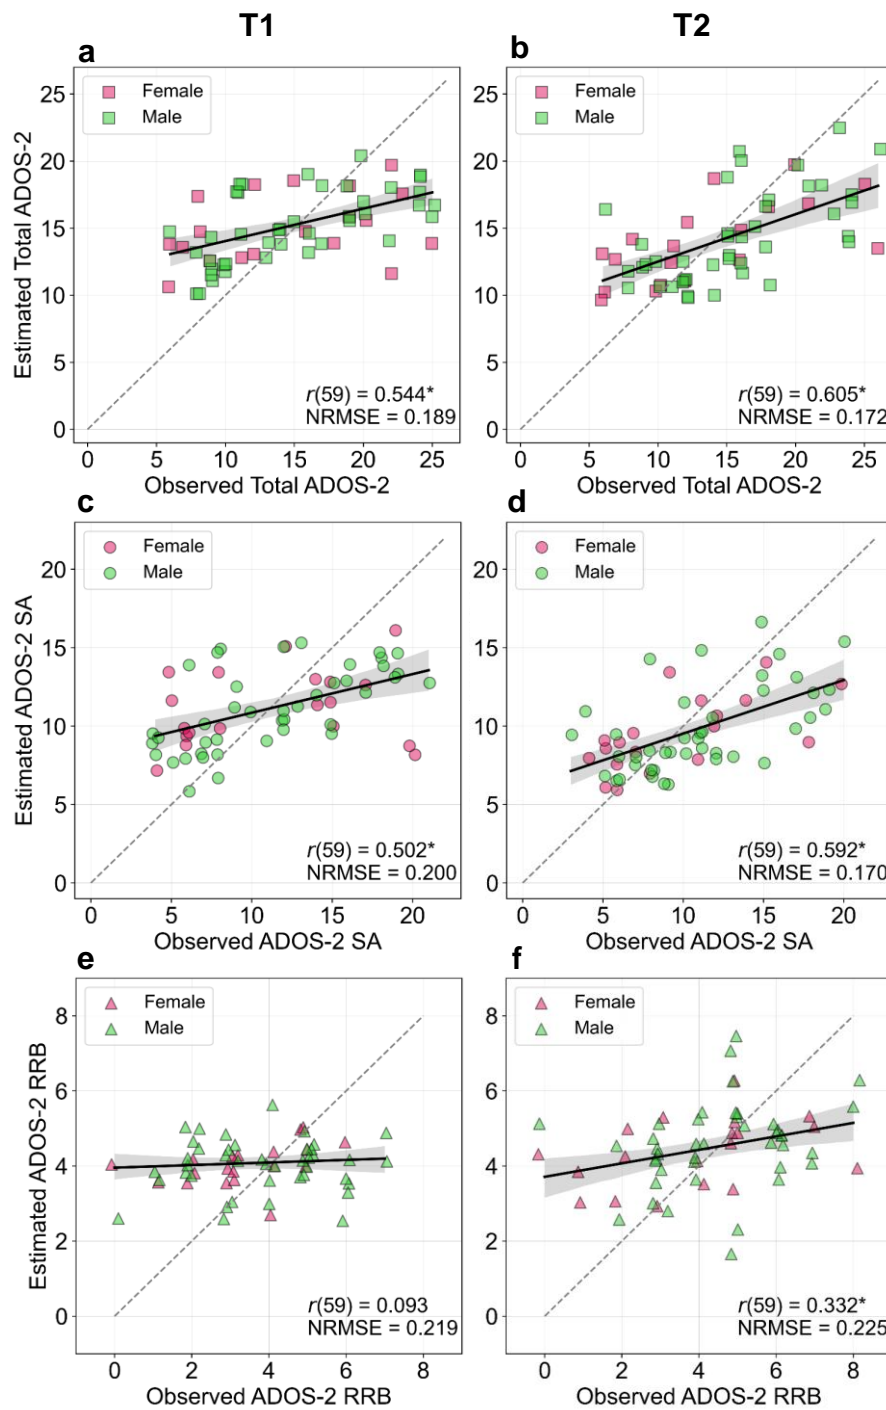 T1 T2
a b
Female
Male
25
20
15
10
5
0
Estimated Total ADOS-2
r(59) = 0.544*
NRMSE = 0.189
0 5 10 15 20 25
Observed Total ADOS-2
Female
Male
25
20
15
10
5
0
r(59) = 0.605*
NRMSE = 0.172
0 5 10 15 20 25
Observed Total ADOS-2
c d
Female
Male
20
15
10
5
0
Estimated ADOS-2 SA
r(59) = 0.502*
NRMSE = 0.200
0 5 10 15 20
Observed ADOS-2 SA
Female
Male
20
15
10
5
0
r(59) = 0.592*
NRMSE = 0.170
0 5 10 15 20
Observed ADOS-2 SA
e f
Female
Male
8
6
4
2
0
Estimated ADOS-2 RRB
r(59) = 0.093
NRMSE = 0.219
0 2 4 6 8
Observed ADOS-2 RRB
Female
Male
8
6
4
2
0
r(59) = 0.332*
NRMSE = 0.225
0 2 4 6 8
Observed ADOS-2 RRB